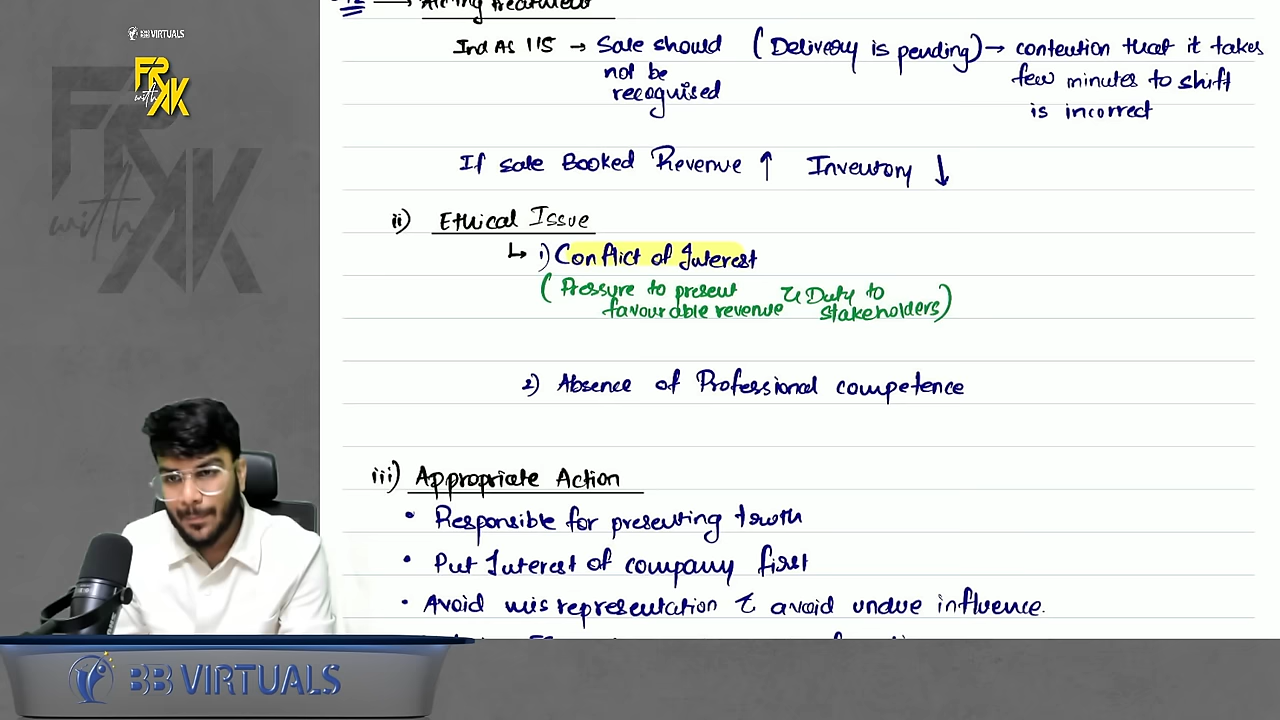 BB VIRTUALS
FR
with
AK
Ind AS 115 → Sale should (Delivery is pending) → contention that it takes
not be few minutes to shift
recognised is incorrect
If sale Booked Revenue ↑ Inventory ↓
ii) Ethical Issue
↳ 1) Conflict of Interest
(Pressure to present & Duty to
favourable revenue stakeholders)
2) Absence of Professional competence
iii) Appropriate Action
• Responsible for presenting truth
• Put Interest of company first
• Avoid misrepresentation & avoid undue influence.
BB VIRTUALS